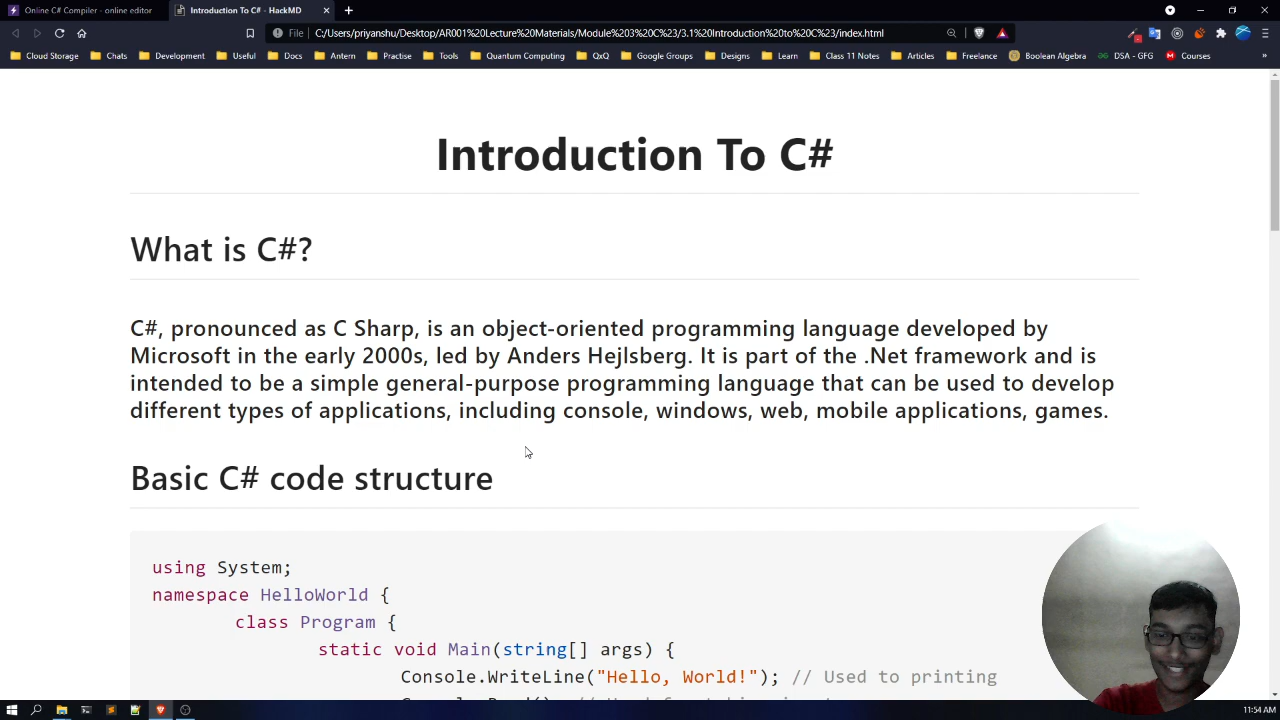 Online C# Compiler - online editor
Introduction To C# - HackMD
File
C:/Users/priyanshu/Desktop/AR001%20Lecture%20Materials/Module%203%20C%23/3.1%20Introduction%20to%20C%23/index.html
Cloud Storage Chats Development Useful Docs Antern Practise Tools Quantum Computing QxQ Google Groups Designs Learn Class 11 Notes Articles Freelance Boolean Algebra DSA - GFG Courses »
Introduction To C#
What is C#?
C#, pronounced as C Sharp, is an object-oriented programming language developed by
Microsoft in the early 2000s, led by Anders Hejlsberg. It is part of the .Net framework and is
intended to be a simple general-purpose programming language that can be used to develop
different types of applications, including console, windows, web, mobile applications, games.
Basic C# code structure
using System;
namespace HelloWorld {
class Program {
static void Main(string[] args) {
Console.WriteLine("Hello, World!"); // Used to printing
11:54 AM